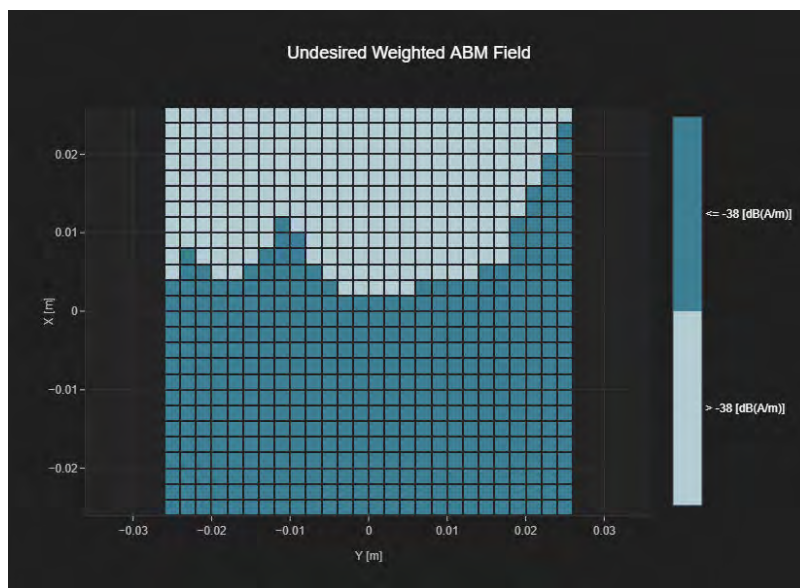 Undesired Weighted ABM Field
0.02
0.01
0
−0.01
−0.02
X [m]
<= -38 [dB(A/m)]
> -38 [dB(A/m)]
−0.03
−0.02
−0.01
0
0.01
0.02
0.03
Y [m]